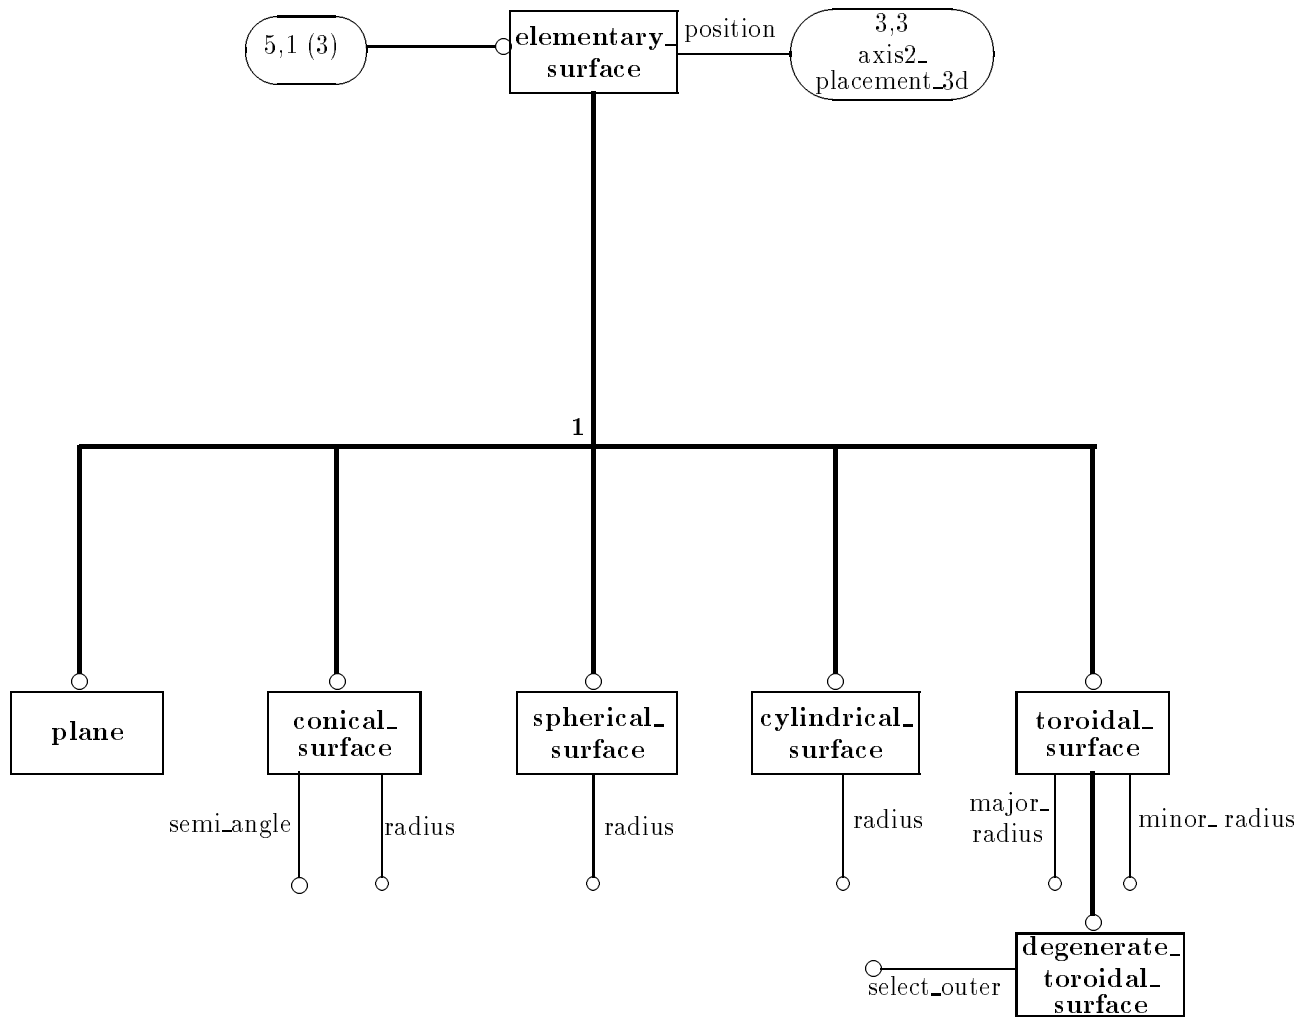 5,1 (3)
elementary_
surface
position
3,3
axis2_
placement_3d
1
plane
conical_
surface
spherical_
surface
cylindrical_
surface
toroidal_
surface
semi_angle
radius
radius
radius
major_
radius
minor_ radius
degenerate_
toroidal_
surface
select_outer